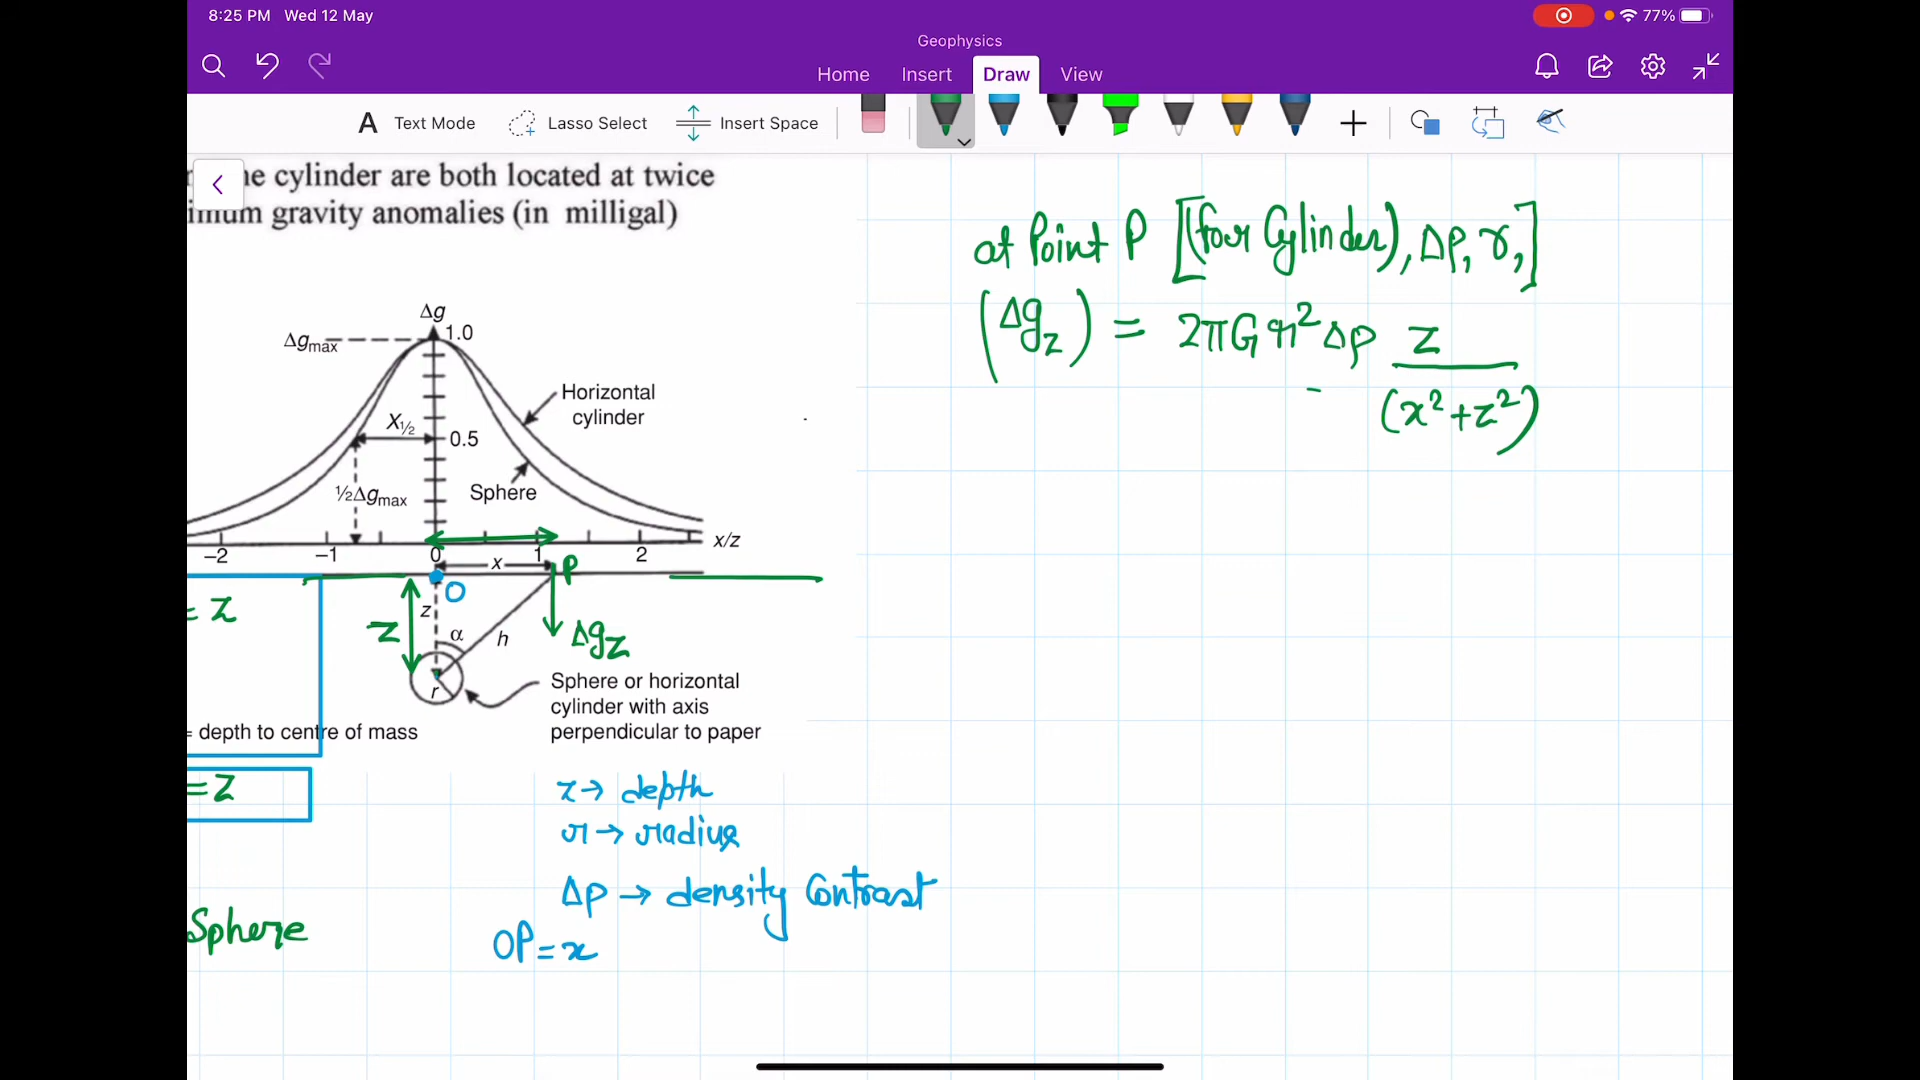 8:25 PM Wed 12 May
77%
Geophysics
Home Insert Draw View
A Text Mode Lasso Select Insert Space
he cylinder are both located at twice
imum gravity anomalies (in milligal)
at Point P [(for Cylinder), Δρ, r,]
(Δg_z) = 2πGr²Δρ z
(x²+z²)
Δg
Δgmax 1.0
Horizontal
cylinder
X½
0.5
½Δgmax
Sphere
x/z
–2 –1 0 1 2
x P
O
= z
z z α h Δg_z
r
Sphere or horizontal
cylinder with axis
perpendicular to paper
= depth to centre of mass
= z
z → depth
r → radius
Δρ → density Contrast
Sphere
OP = x